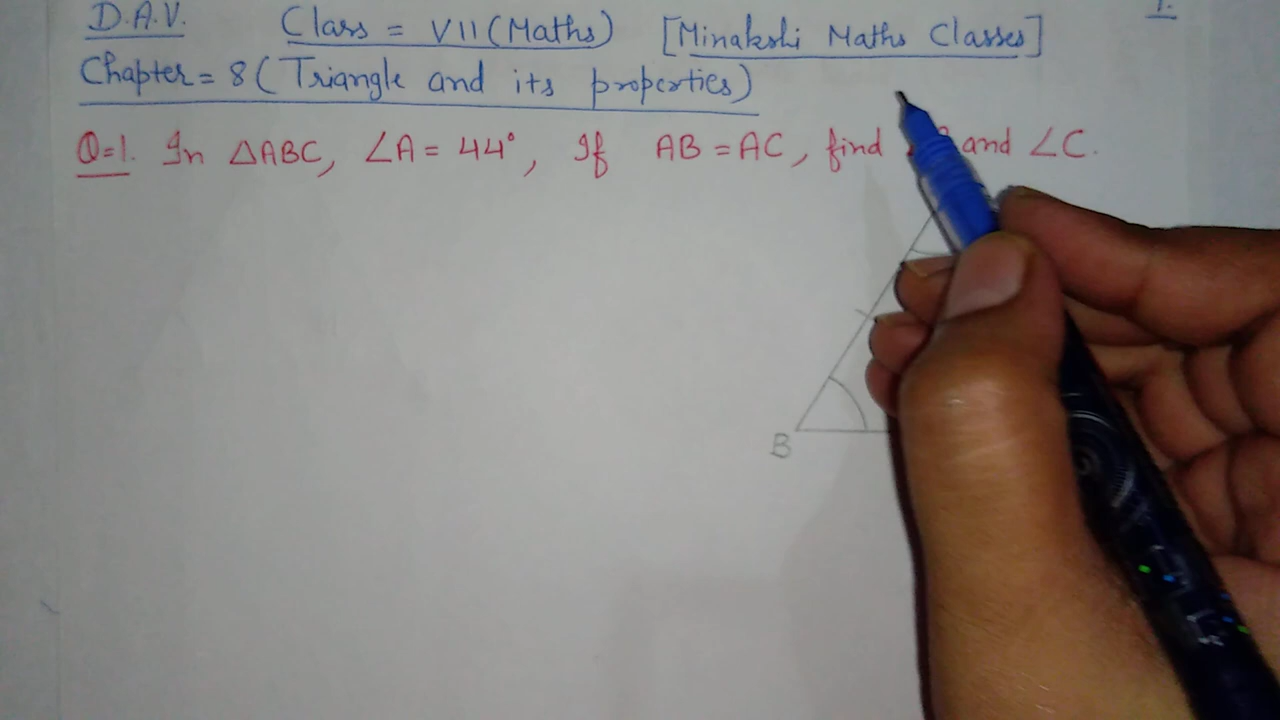 1.
D.A.V. Class = VII (Maths) [Minakshi Maths Classes]
Chapter = 8 (Triangle and its properties)
Q=1. In △ABC, ∠A = 44°, If AB = AC, find and ∠C.
B